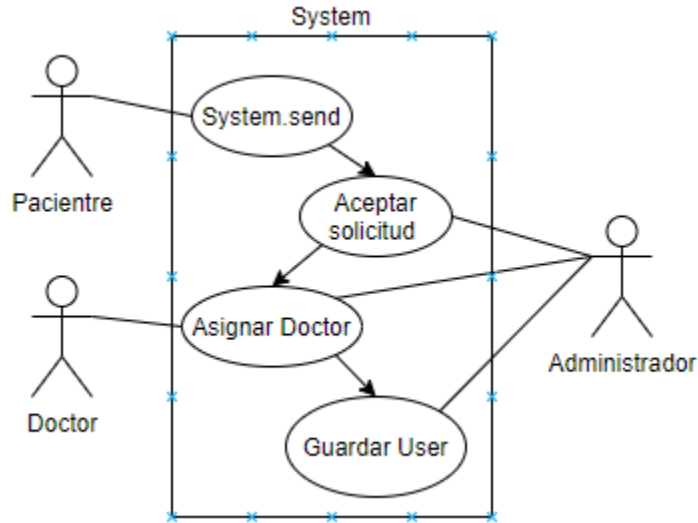 System
System.send
Pacientre
Aceptar
solicitud
Asignar Doctor
Administrador
Doctor
Guardar User